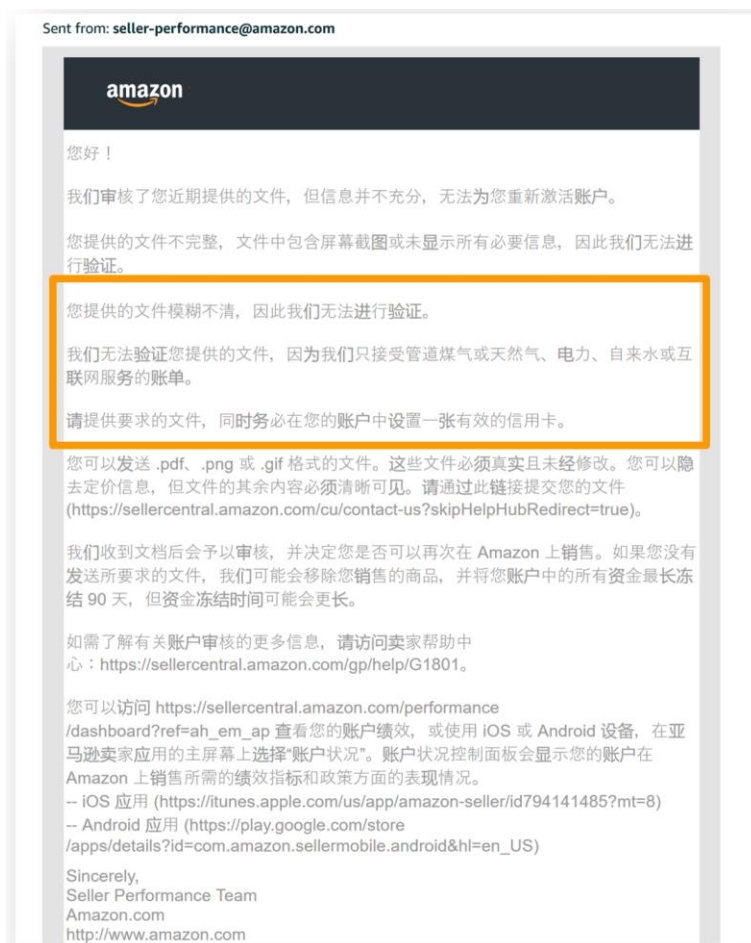 Sent from: seller-performance@amazon.com
amazon
您好！
我们审核了您近期提供的文件，但信息并不充分，无法为您重新激活账户。
您提供的文件不完整，文件中包含屏幕截图或未显示所有必要信息，因此我们无法进
行验证。
您提供的文件模糊不清，因此我们无法进行验证。
我们无法验证您提供的文件，因为我们只接受管道煤气或天然气、电力、自来水或互
联网服务的账单。
请提供要求的文件，同时务必在您的账户中设置一张有效的信用卡。
您可以发送 .pdf、.png 或 .gif 格式的文件。这些文件必须真实且未经修改。您可以隐
去定价信息，但文件的其余内容必须清晰可见。请通过此链接提交您的文件
(https://sellercentral.amazon.com/cu/contact-us?skipHelpHubRedirect=true)。
我们收到文档后会予以审核，并决定您是否可以再次在 Amazon 上销售。如果您没有
发送所要求的文件，我们可能会移除您销售的商品，并将您账户中的所有资金最长冻
结 90 天，但资金冻结时间可能会更长。
如需了解有关账户审核的更多信息，请访问卖家帮助中
心：https://sellercentral.amazon.com/gp/help/G1801。
您可以访问 https://sellercentral.amazon.com/performance
/dashboard?ref=ah_em_ap 查看您的账户绩效，或使用 iOS 或 Android 设备，在亚
马逊卖家应用的主屏幕上选择“账户状况”。账户状况控制面板会显示您的账户在
Amazon 上销售所需的绩效指标和政策方面的表现情况。
-- iOS 应用 (https://itunes.apple.com/us/app/amazon-seller/id794141485?mt=8)
-- Android 应用 (https://play.google.com/store
/apps/details?id=com.amazon.sellermobile.android&hl=en_US)
Sincerely,
Seller Performance Team
Amazon.com
http://www.amazon.com